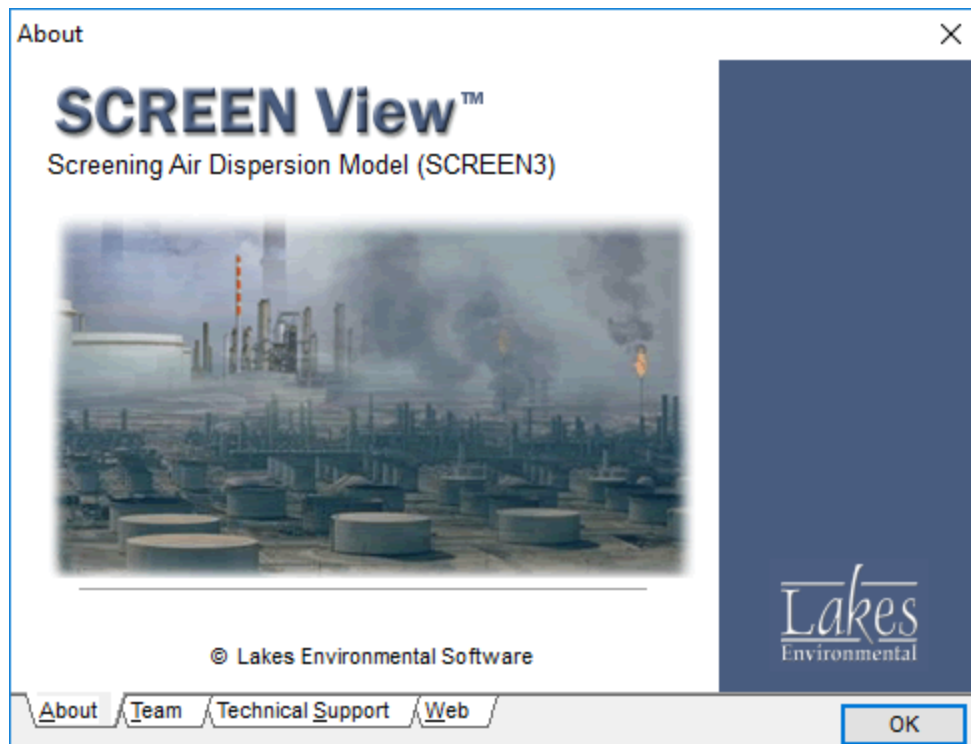 About
SCREEN View™
Screening Air Dispersion Model (SCREEN3)
© Lakes Environmental Software
Lakes
Environmental
About Team Technical Support Web
OK